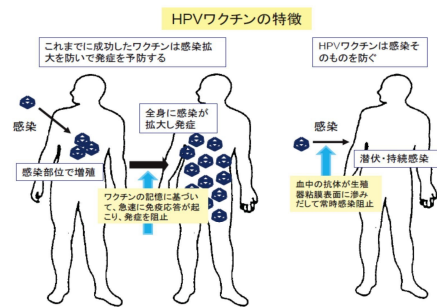 HPVワクチンの特徴
これまでに成功したワクチンは感染拡
大を防いで発症を予防する
HPVワクチンは感染そ
のものを防ぐ
感染
全身に感染が
拡大し発症
感染
感染部位で増殖
潜伏・持続感染
ワクチンの記憶に基づい
て、急速に免疫応答が起
こり、発症を阻止
血中の抗体が生殖
器粘膜表面に滲み
だして常時感染阻止